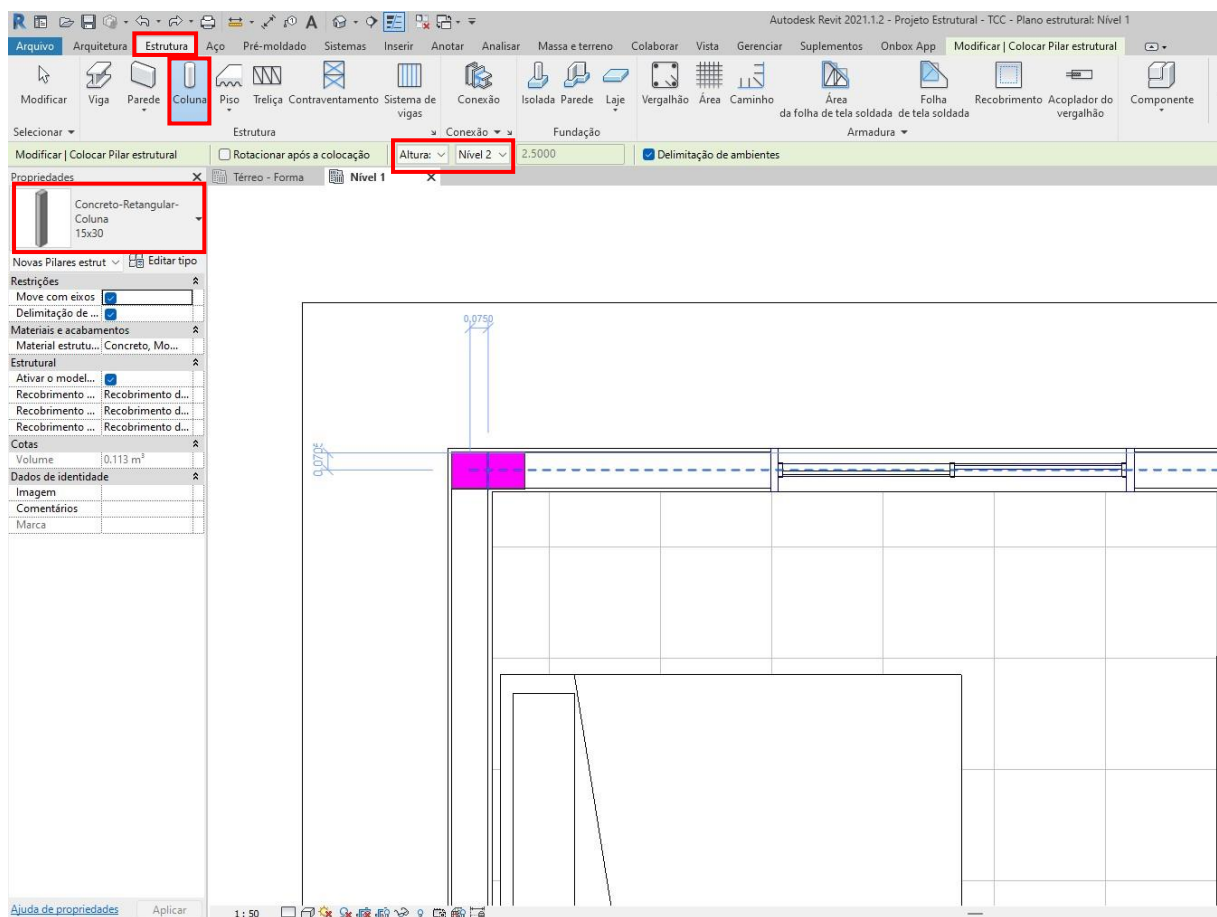 Autodesk Revit 2021.1.2 - Projeto Estrutural - TCC - Plano estrutural: Nível 1
Arquivo Arquitetura Estrutura Aço Pré-moldado Sistemas Inserir Anotar Analisar Massa e terreno Colaborar Vista Gerenciar Suplementos Onbox App Modificar | Colocar Pilar estrutural
Modificar Viga Parede Coluna Piso Treliça Contraventamento Sistema de vigas Conexão Isolada Parede Laje Vergalhão Área Caminho Área da folha de tela soldada Folha de tela soldada Recobrimento Acoplador do vergalhão Componente
Selecionar Estrutura Conexão Fundação Armadura
Modificar | Colocar Pilar estrutural Rotacionar após a colocação Altura: Nível 2 2.5000 Delimitação de ambientes
Propriedades X Térreo - Forma Nível 1 X
Concreto-Retangular-
Coluna
15x30
Novas Pilares estrut Editar tipo
Restrições
Move com eixos
Delimitação de ...
Materiais e acabamentos
Material estrutu... Concreto, Mo...
Estrutural
Ativar o model...
Recobrimento ... Recobrimento d...
Recobrimento ... Recobrimento d...
Recobrimento ... Recobrimento d...
Cotas
Volume 0.113 m³
Dados de identidade
Imagem
Comentários
Marca
0.0750
Ajuda de propriedades Aplicar
1 : 50